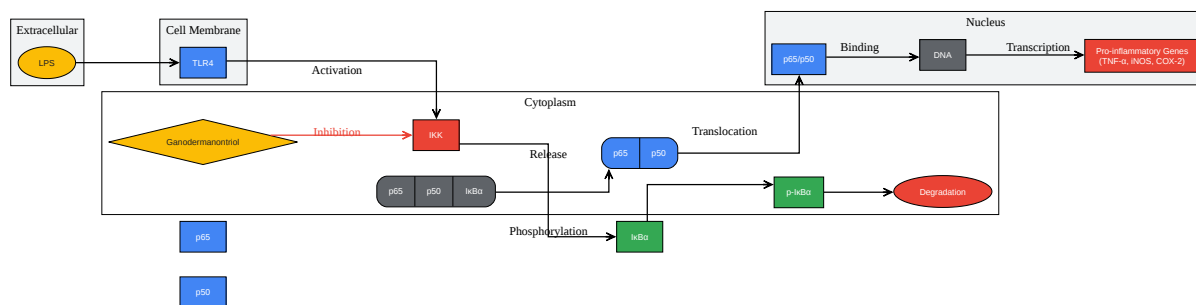 Extracellular
LPS
Cell Membrane
TLR4
Activation
Nucleus
p65/p50
Binding
DNA
Transcription
Pro-inflammatory Genes
(TNF-α, iNOS, COX-2)
Cytoplasm
Ganodermanontriol
Inhibition
IKK
Release
p65
p50
Translocation
p65
p50
IκBα
p-IκBα
Degradation
Phosphorylation
IκBα
p65
p50